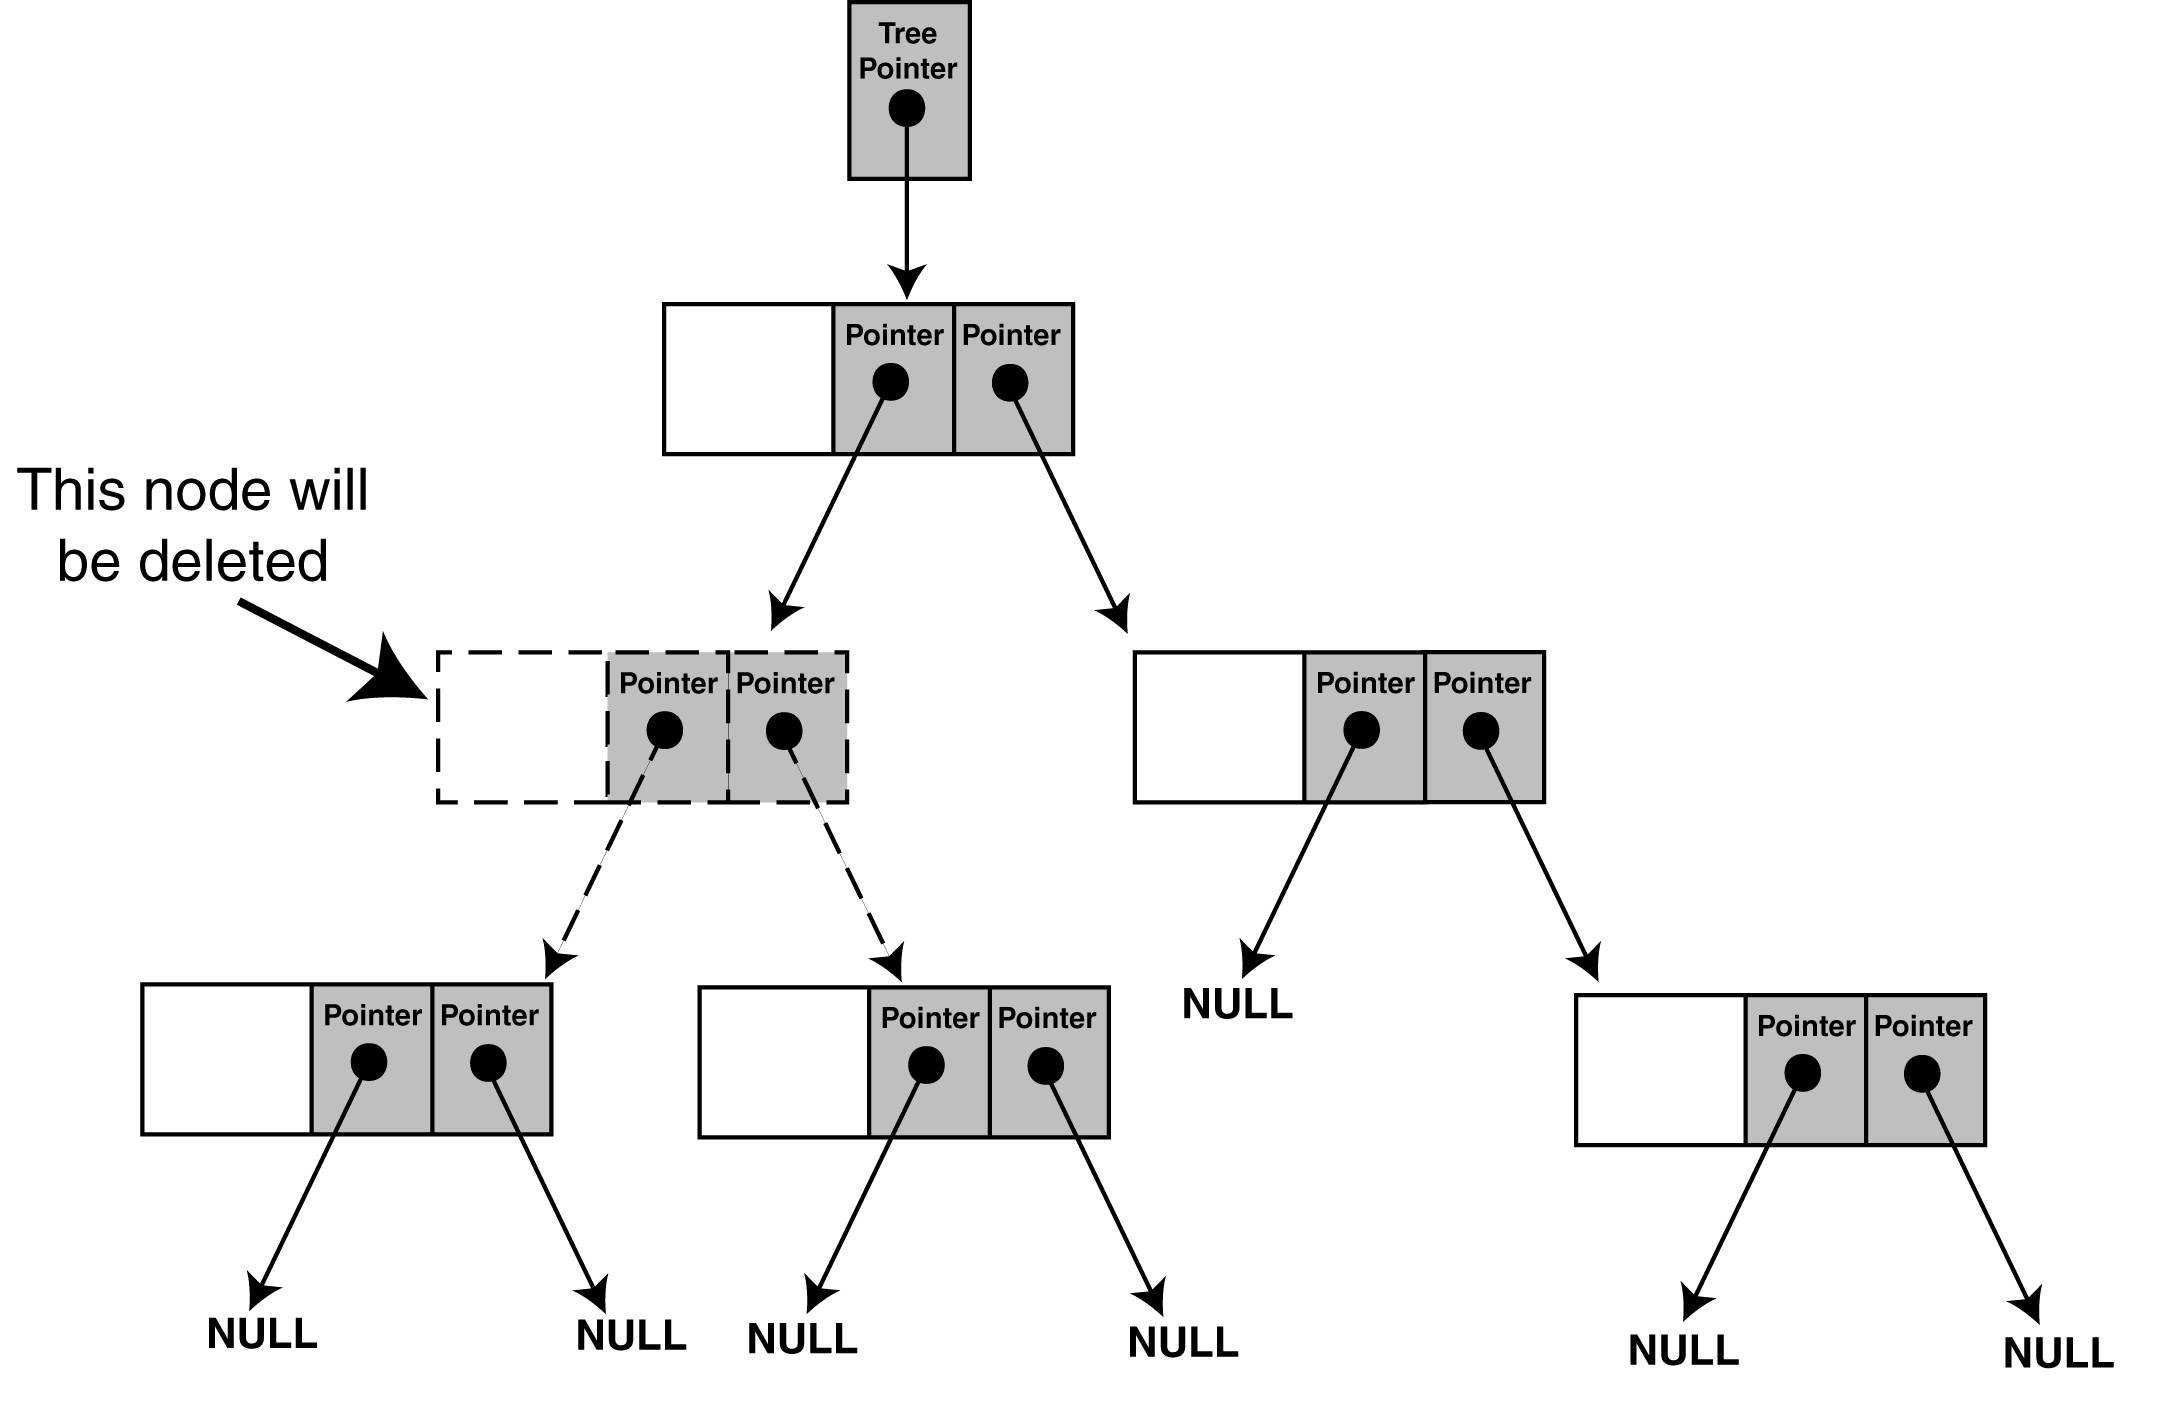 Tree
Pointer
Pointer Pointer
This node will
be deleted
Pointer Pointer
Pointer Pointer
Pointer Pointer
Pointer Pointer
NULL
Pointer Pointer
NULL
NULL
NULL
NULL
NULL
NULL